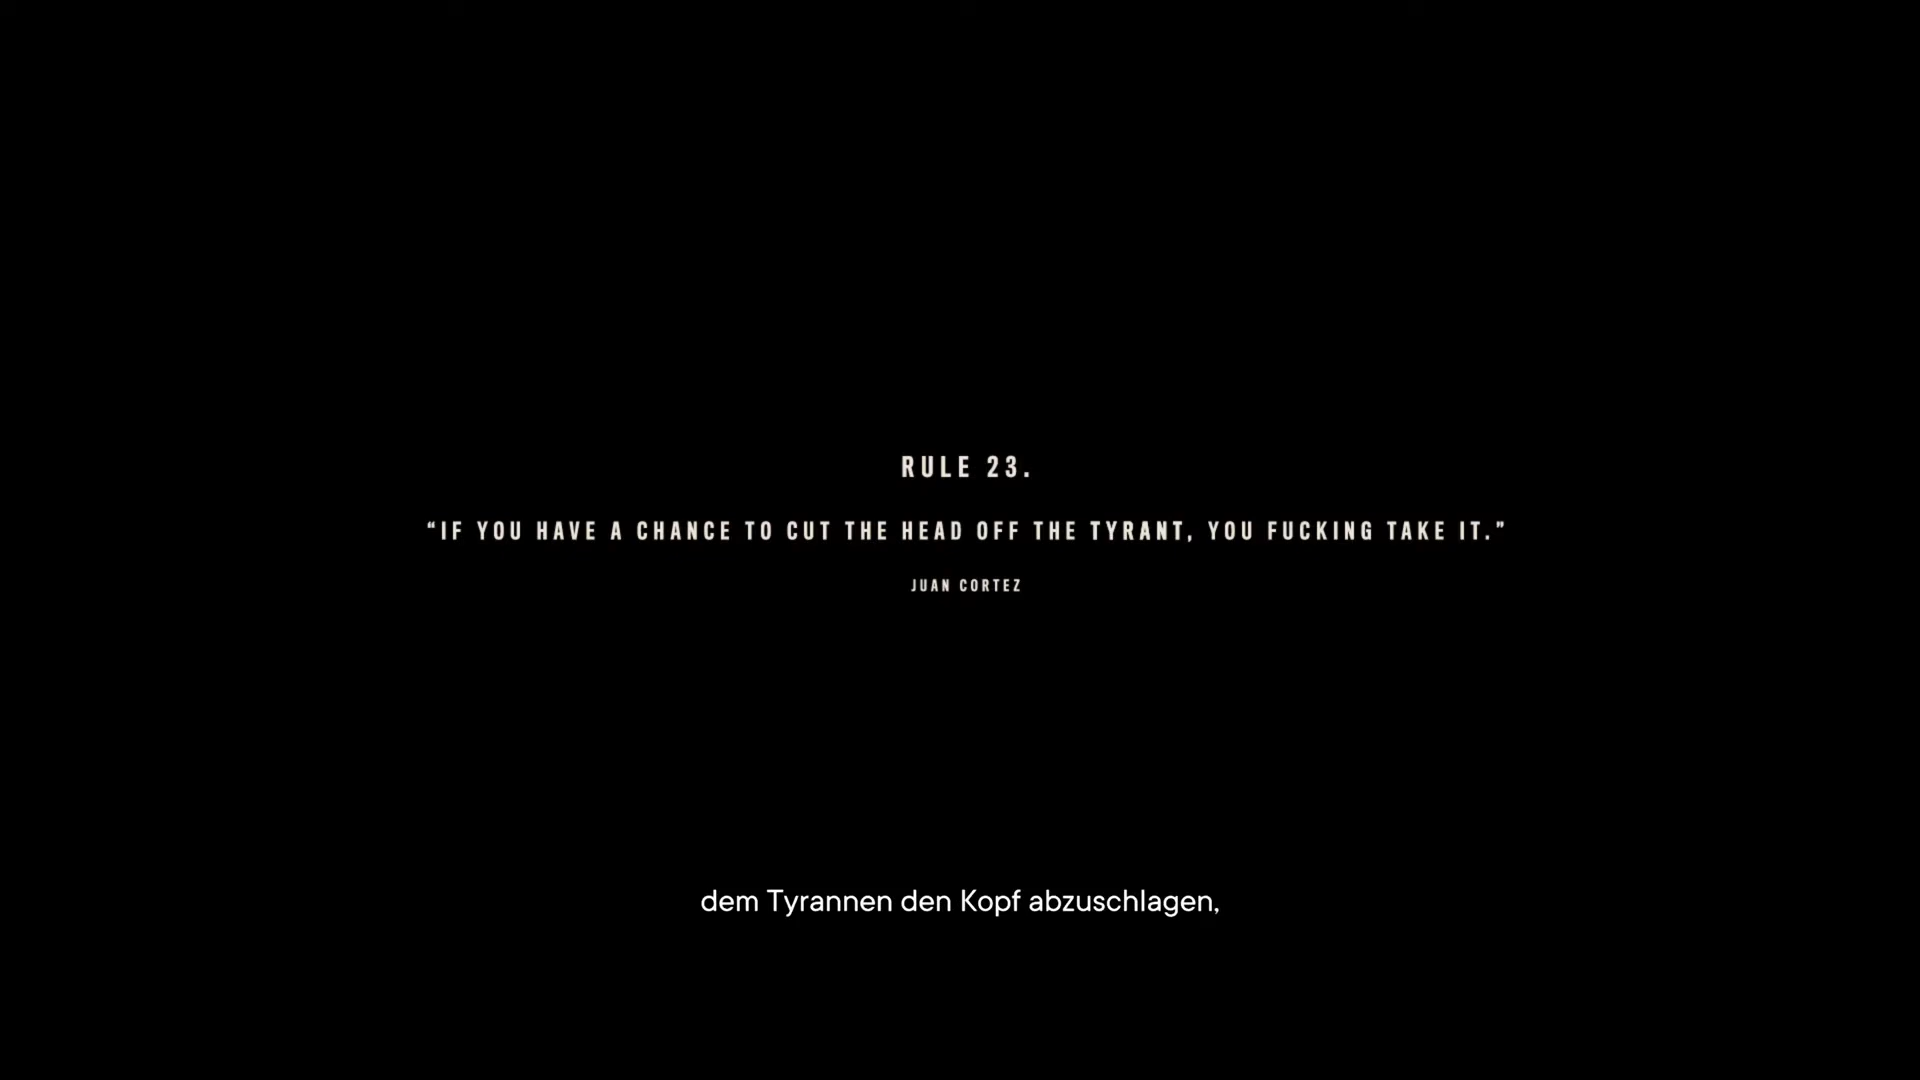 RULE 23.
“IF YOU HAVE A CHANCE TO CUT THE HEAD OFF THE TYRANT, YOU FUCKING TAKE IT.”
JUAN CORTEZ
dem Tyrannen den Kopf abzuschlagen,